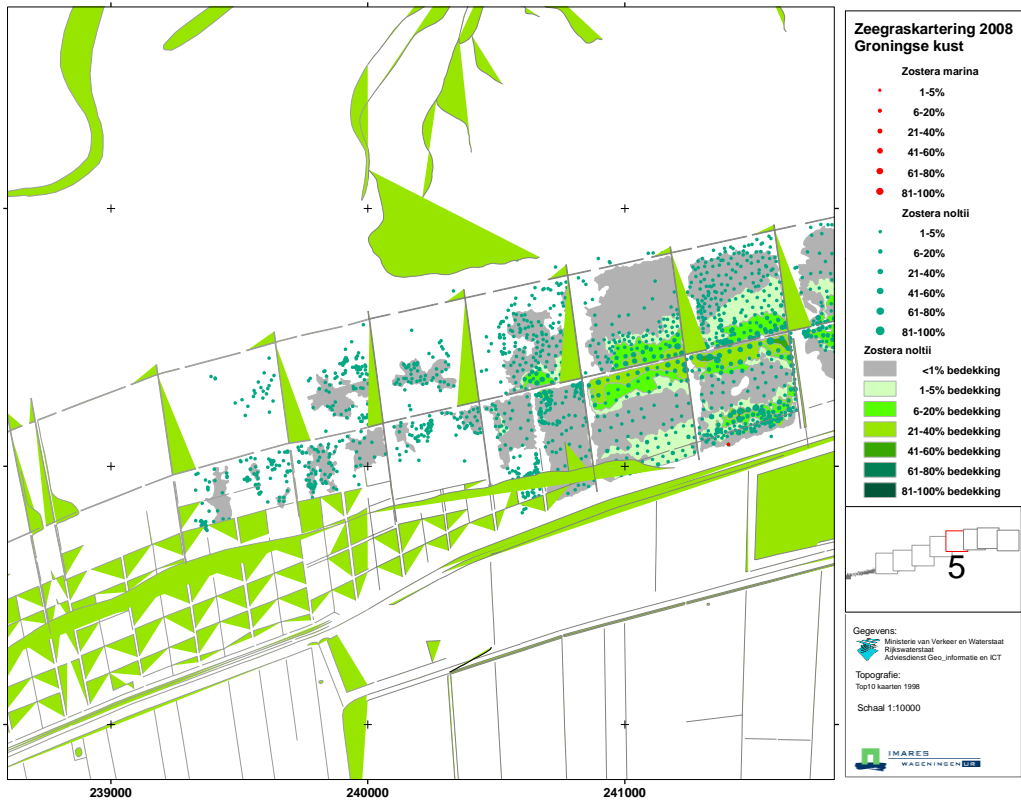 Zeegraskartering 2008
Groningse kust
Zostera marina
1-5%
6-20%
21-40%
41-60%
61-80%
81-100%
Zostera noltii
1-5%
6-20%
21-40%
41-60%
61-80%
81-100%
Zostera noltii
<1% bedekking
1-5% bedekking
6-20% bedekking
21-40% bedekking
41-60% bedekking
61-80% bedekking
81-100% bedekking
5
Gegevens:
Ministerie van Verkeer en Waterstaat
Rijkswaterstaat
Adviesdienst Geo_informatie en ICT
Topografie:
Top10 kaarten 1998
Schaal 1:10000
IMARES
WAGENINGEN UR
239000 240000 241000